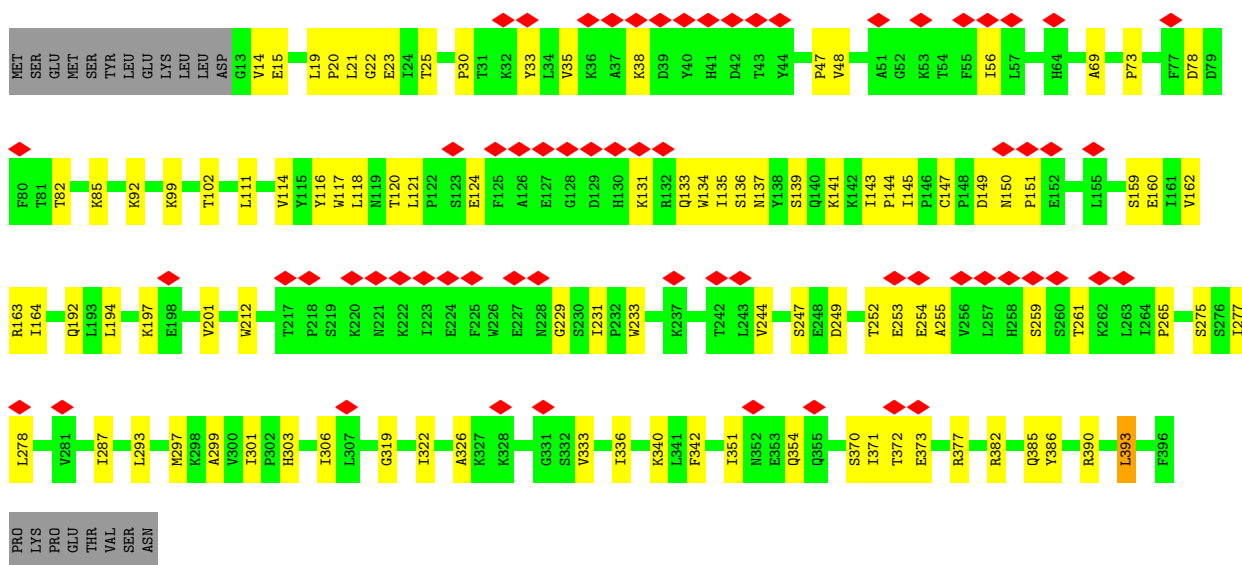 MET SER GLU MET SER TYR LEU GLU LYS LEU LEU ASP G13 V14 E15 L19 P20 L21 G22 E23 I24 T25 P30 T31 K32 Y33 L34 V35 K36 A37 K38 D39 Y40 H41 D42 T43 Y44 P47 V48 A51 G52 K53 T54 F55 I56 L57 H64 A69 P73 F77 D78 D79
F80 T81 T82 K85 K92 K99 T102 L111 V114 Y115 Y116 W117 L118 N119 T120 L121 P122 S123 E124 F125 A126 E127 G128 D129 H130 K131 R132 Q133 W134 I135 S136 N137 Y138 S139 Q140 K141 K142 I143 P144 I145 P146 C147 P148 D149 N150 P151 E152 L155 S159 E160 I161 V162
R163 I164 Q192 L193 L194 K197 E198 V201 W212 T217 P218 S219 K220 N221 K222 I223 E224 F225 W226 E227 N228 G229 S230 I231 P232 W233 K237 T242 L243 V244 S247 E248 D249 T252 E253 E254 A255 V256 L257 H258 S259 S260 T261 K262 L263 I264 P265 S275 S276 I277
L278 V281 I287 L293 M297 K298 A299 V300 I301 P302 H303 I306 L307 G319 I322 A326 K327 K328 G331 S332 V333 I336 K340 L341 F342 I351 N352 E353 Q354 Q355 S370 I371 T372 E373 R377 R382 Q385 Y386 R390 L393 F396
PRO LYS PRO GLU THR VAL SER ASN